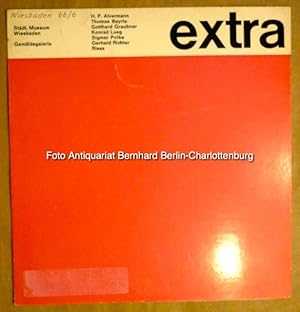 Wiesbaden 66/6
Städt. Museum
Wiesbaden
Gemäldegalerie
H. P. Alvermann
Thomas Bayrle
Gotthard Graubner
Konrad Lueg
Sigmar Polke
Gerhard Richter
Riees
extra
Foto Antiquariat Bernhard Berlin-Charlottenburg